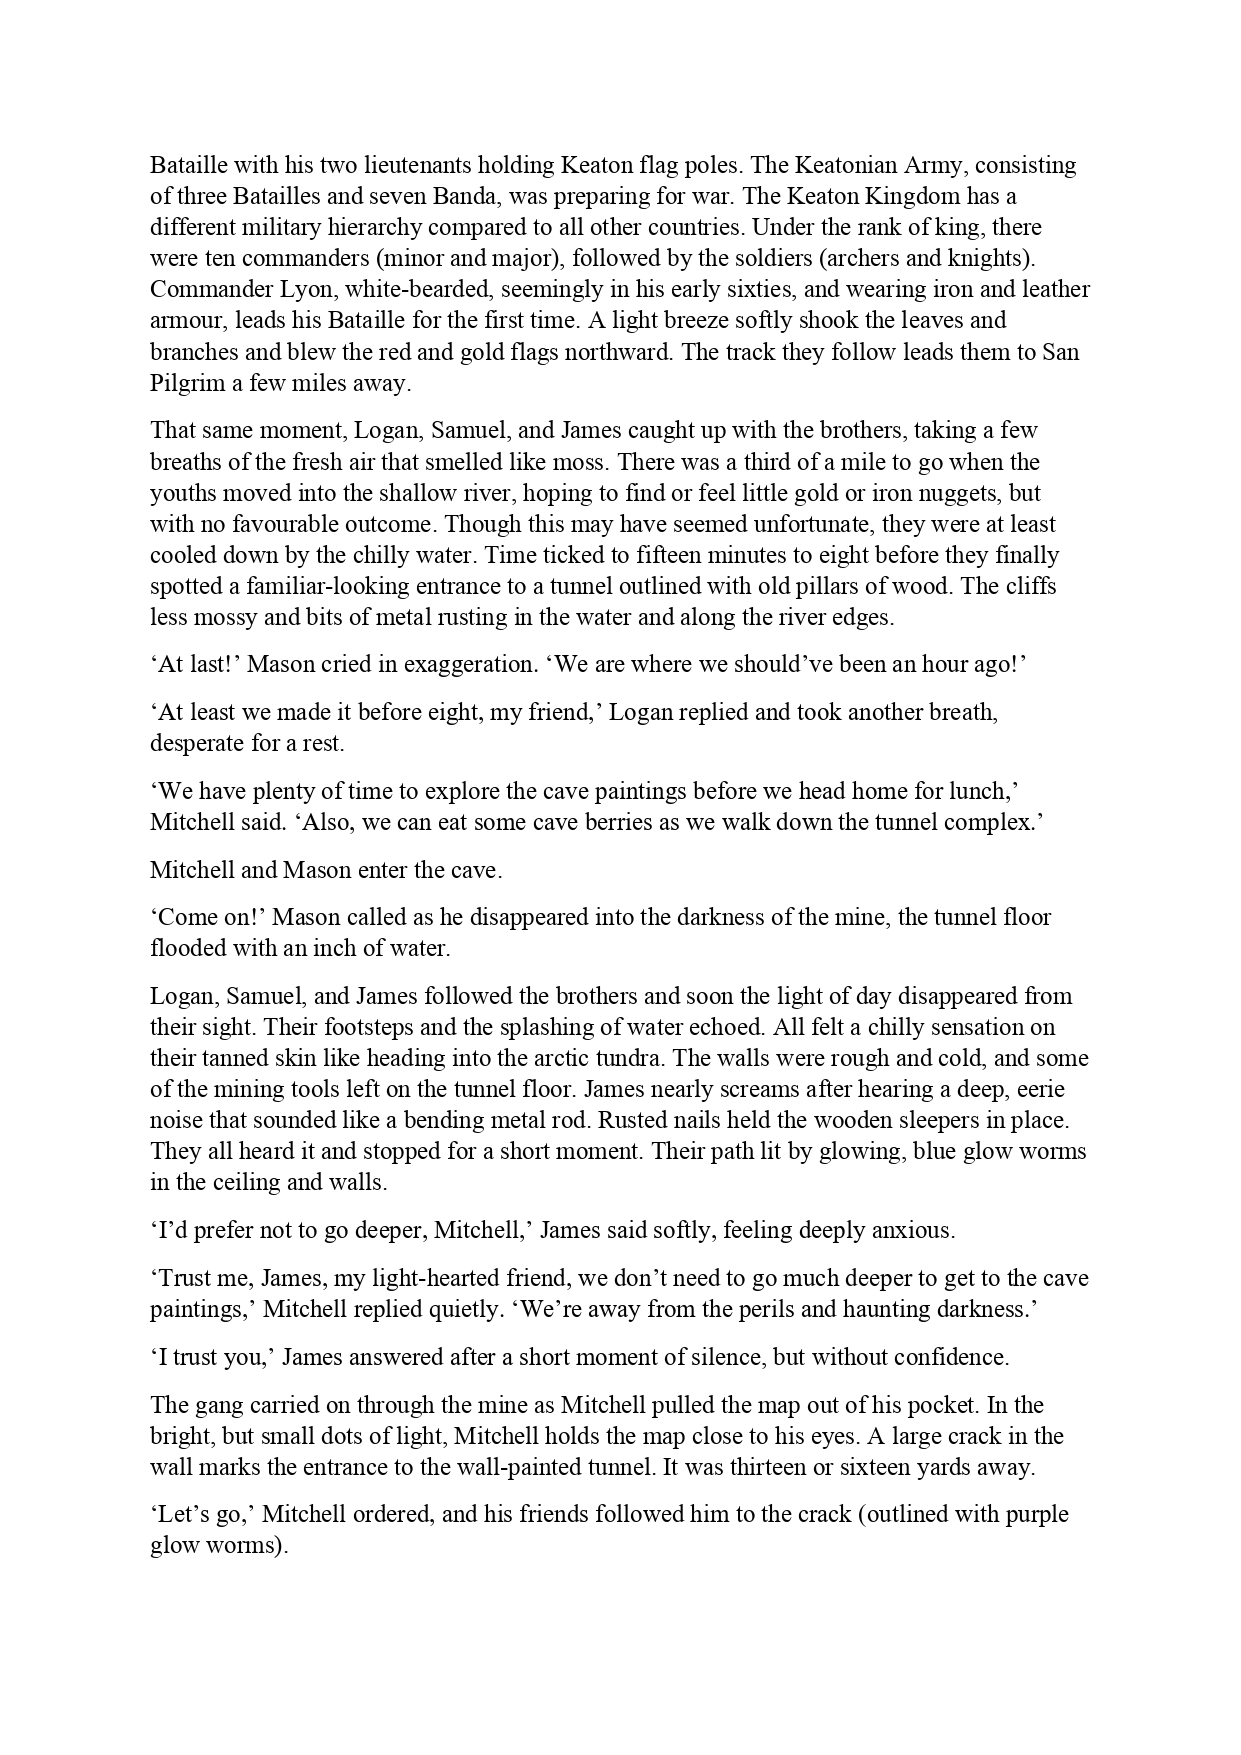 Bataille with his two lieutenants holding Keaton flag poles. The Keatonian Army, consisting
of three Batailles and seven Banda, was preparing for war. The Keaton Kingdom has a
different military hierarchy compared to all other countries. Under the rank of king, there
were ten commanders (minor and major), followed by the soldiers (archers and knights).
Commander Lyon, white-bearded, seemingly in his early sixties, and wearing iron and leather
armour, leads his Bataille for the first time. A light breeze softly shook the leaves and
branches and blew the red and gold flags northward. The track they follow leads them to San
Pilgrim a few miles away.
That same moment, Logan, Samuel, and James caught up with the brothers, taking a few
breaths of the fresh air that smelled like moss. There was a third of a mile to go when the
youths moved into the shallow river, hoping to find or feel little gold or iron nuggets, but
with no favourable outcome. Though this may have seemed unfortunate, they were at least
cooled down by the chilly water. Time ticked to fifteen minutes to eight before they finally
spotted a familiar-looking entrance to a tunnel outlined with old pillars of wood. The cliffs
less mossy and bits of metal rusting in the water and along the river edges.
‘At last!’ Mason cried in exaggeration. ‘We are where we should’ve been an hour ago!’
‘At least we made it before eight, my friend,’ Logan replied and took another breath,
desperate for a rest.
‘We have plenty of time to explore the cave paintings before we head home for lunch,’
Mitchell said. ‘Also, we can eat some cave berries as we walk down the tunnel complex.’
Mitchell and Mason enter the cave.
‘Come on!’ Mason called as he disappeared into the darkness of the mine, the tunnel floor
flooded with an inch of water.
Logan, Samuel, and James followed the brothers and soon the light of day disappeared from
their sight. Their footsteps and the splashing of water echoed. All felt a chilly sensation on
their tanned skin like heading into the arctic tundra. The walls were rough and cold, and some
of the mining tools left on the tunnel floor. James nearly screams after hearing a deep, eerie
noise that sounded like a bending metal rod. Rusted nails held the wooden sleepers in place.
They all heard it and stopped for a short moment. Their path lit by glowing, blue glow worms
in the ceiling and walls.
‘I’d prefer not to go deeper, Mitchell,’ James said softly, feeling deeply anxious.
‘Trust me, James, my light-hearted friend, we don’t need to go much deeper to get to the cave
paintings,’ Mitchell replied quietly. ‘We’re away from the perils and haunting darkness.’
‘I trust you,’ James answered after a short moment of silence, but without confidence.
The gang carried on through the mine as Mitchell pulled the map out of his pocket. In the
bright, but small dots of light, Mitchell holds the map close to his eyes. A large crack in the
wall marks the entrance to the wall-painted tunnel. It was thirteen or sixteen yards away.
‘Let’s go,’ Mitchell ordered, and his friends followed him to the crack (outlined with purple
glow worms).